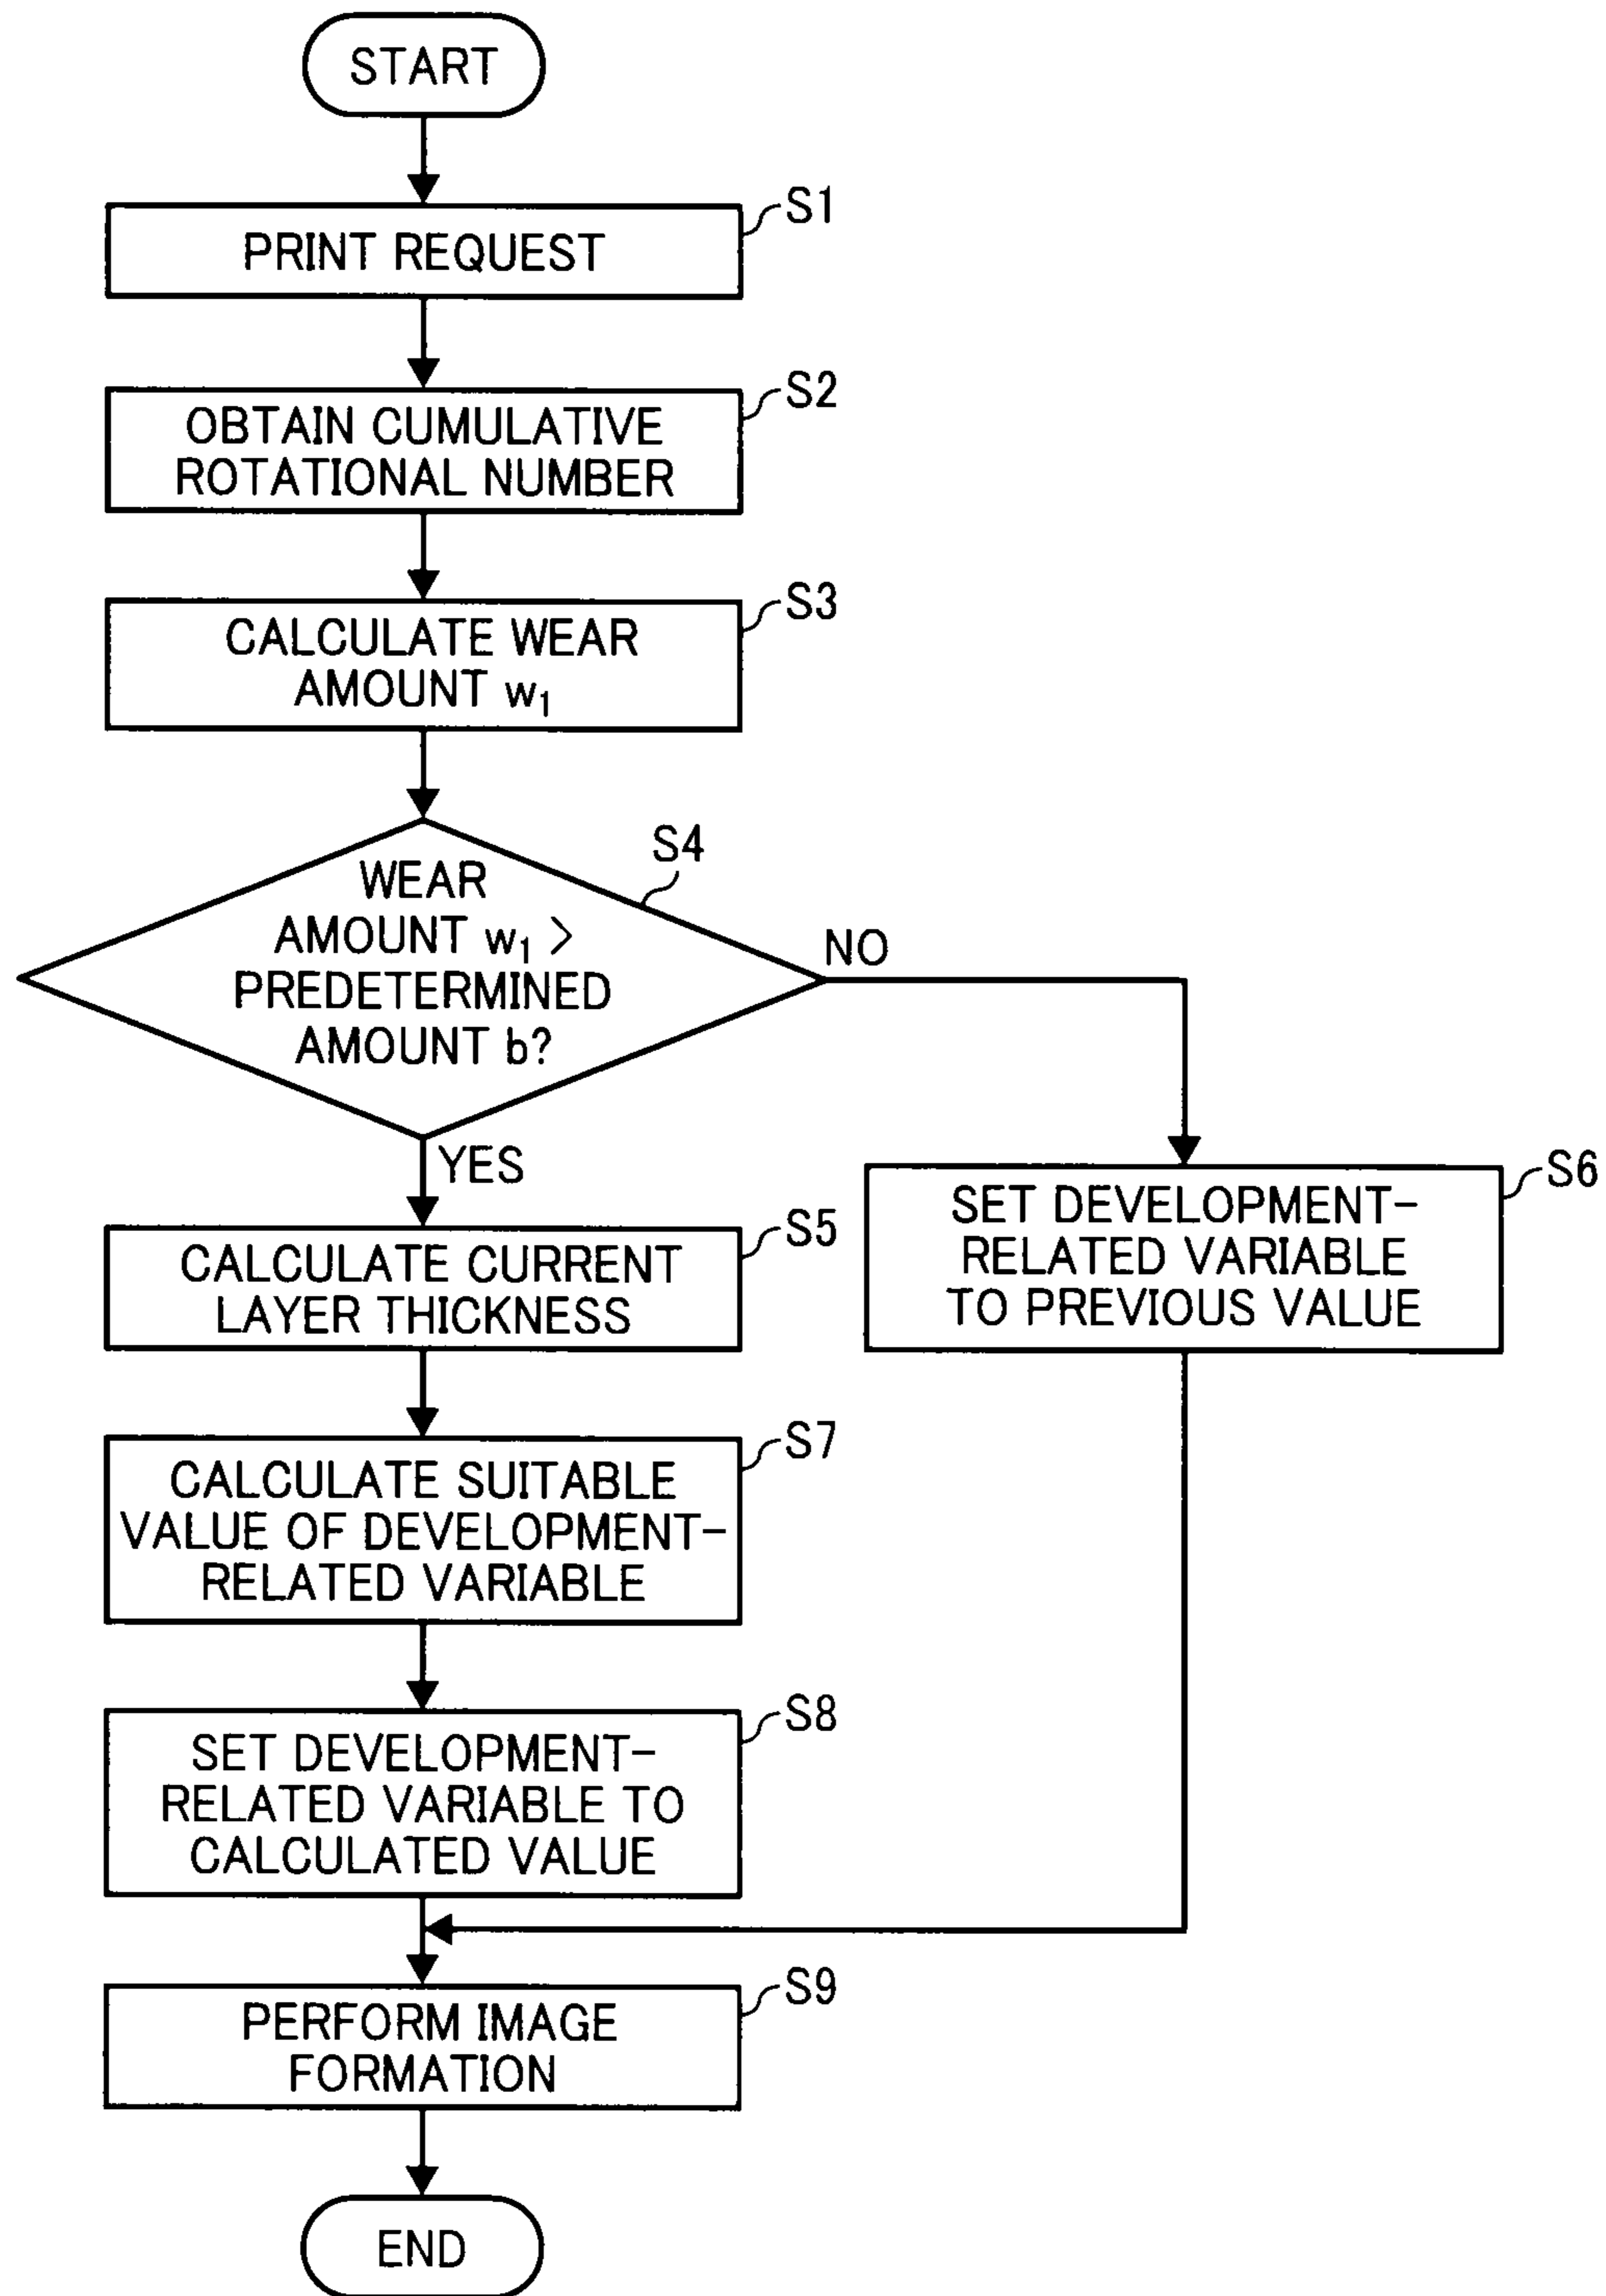 START
S1
PRINT REQUEST
S2
OBTAIN CUMULATIVE
ROTATIONAL NUMBER
S3
CALCULATE WEAR
AMOUNT w₁
S4
WEAR
AMOUNT w₁ >
PREDETERMINED
AMOUNT b?
NO
YES
S5
CALCULATE CURRENT
LAYER THICKNESS
S6
SET DEVELOPMENT-
RELATED VARIABLE
TO PREVIOUS VALUE
S7
CALCULATE SUITABLE
VALUE OF DEVELOPMENT-
RELATED VARIABLE
S8
SET DEVELOPMENT-
RELATED VARIABLE TO
CALCULATED VALUE
S9
PERFORM IMAGE
FORMATION
END